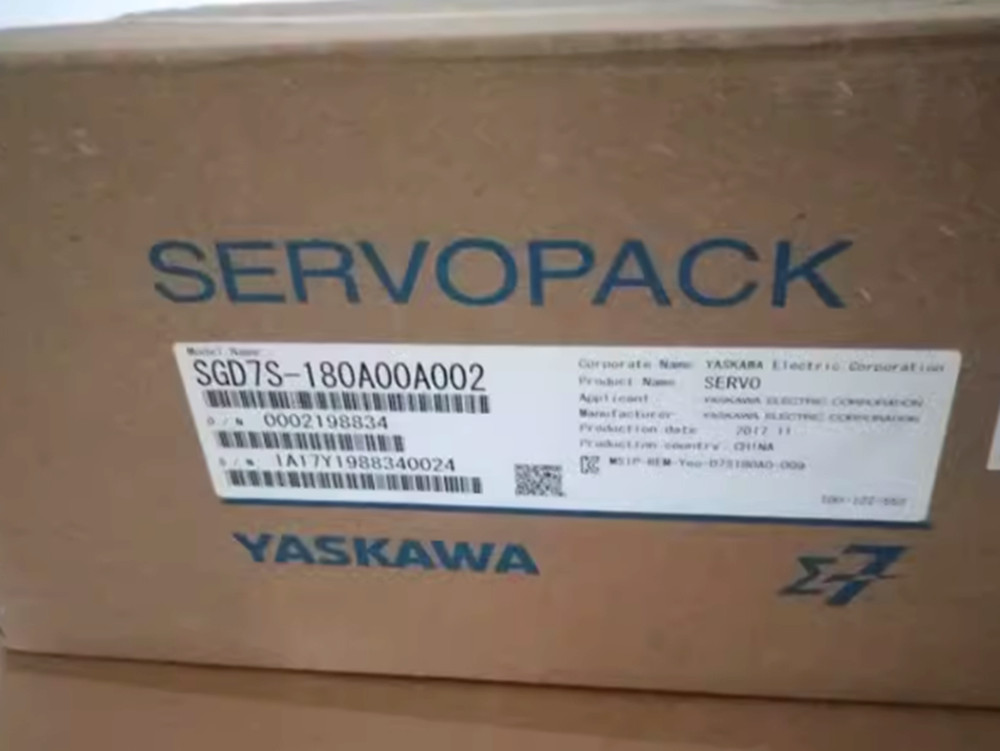 SERVOPACK
Model Name
SGD7S-180A00A002
O/N 0002198834
S/N 1A17Y1988340024
Corporate Name YASKAWA Electric Corporation
Product Name SERVO
Applicant YASKAWA ELECTRIC CORPORATION
Manufacturer YASKAWA ELECTRIC CORPORATION
Production date 2017 11
Production country CHINA
YASKAWA
Σ-7